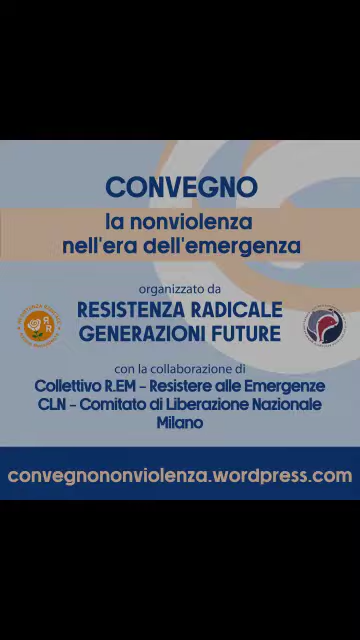 CONVEGNO
la nonviolenza
nell'era dell'emergenza
organizzato da
RESISTENZA RADICALE
GENERAZIONI FUTURE
con la collaborazione di
Collettivo R.EM - Resistere alle Emergenze
CLN - Comitato di Liberazione Nazionale
Milano
convegnononviolenza.wordpress.com